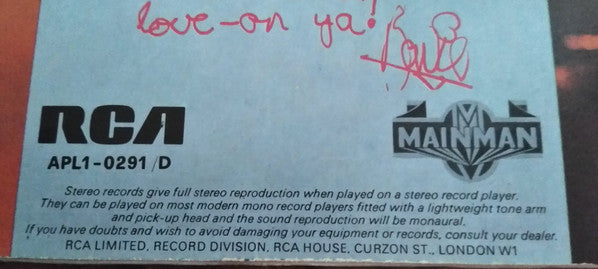 love-on ya!
Bowie
RCA
MAINMAN
APL1-0291/D
Stereo records give full stereo reproduction when played on a stereo record player.
They can be played on most modern mono record players fitted with a lightweight tone arm
and pick-up head and the sound reproduction will be monaural.
If you have doubts and wish to avoid damaging your equipment or records, consult your dealer.
RCA LIMITED, RECORD DIVISION, RCA HOUSE, CURZON ST., LONDON W1